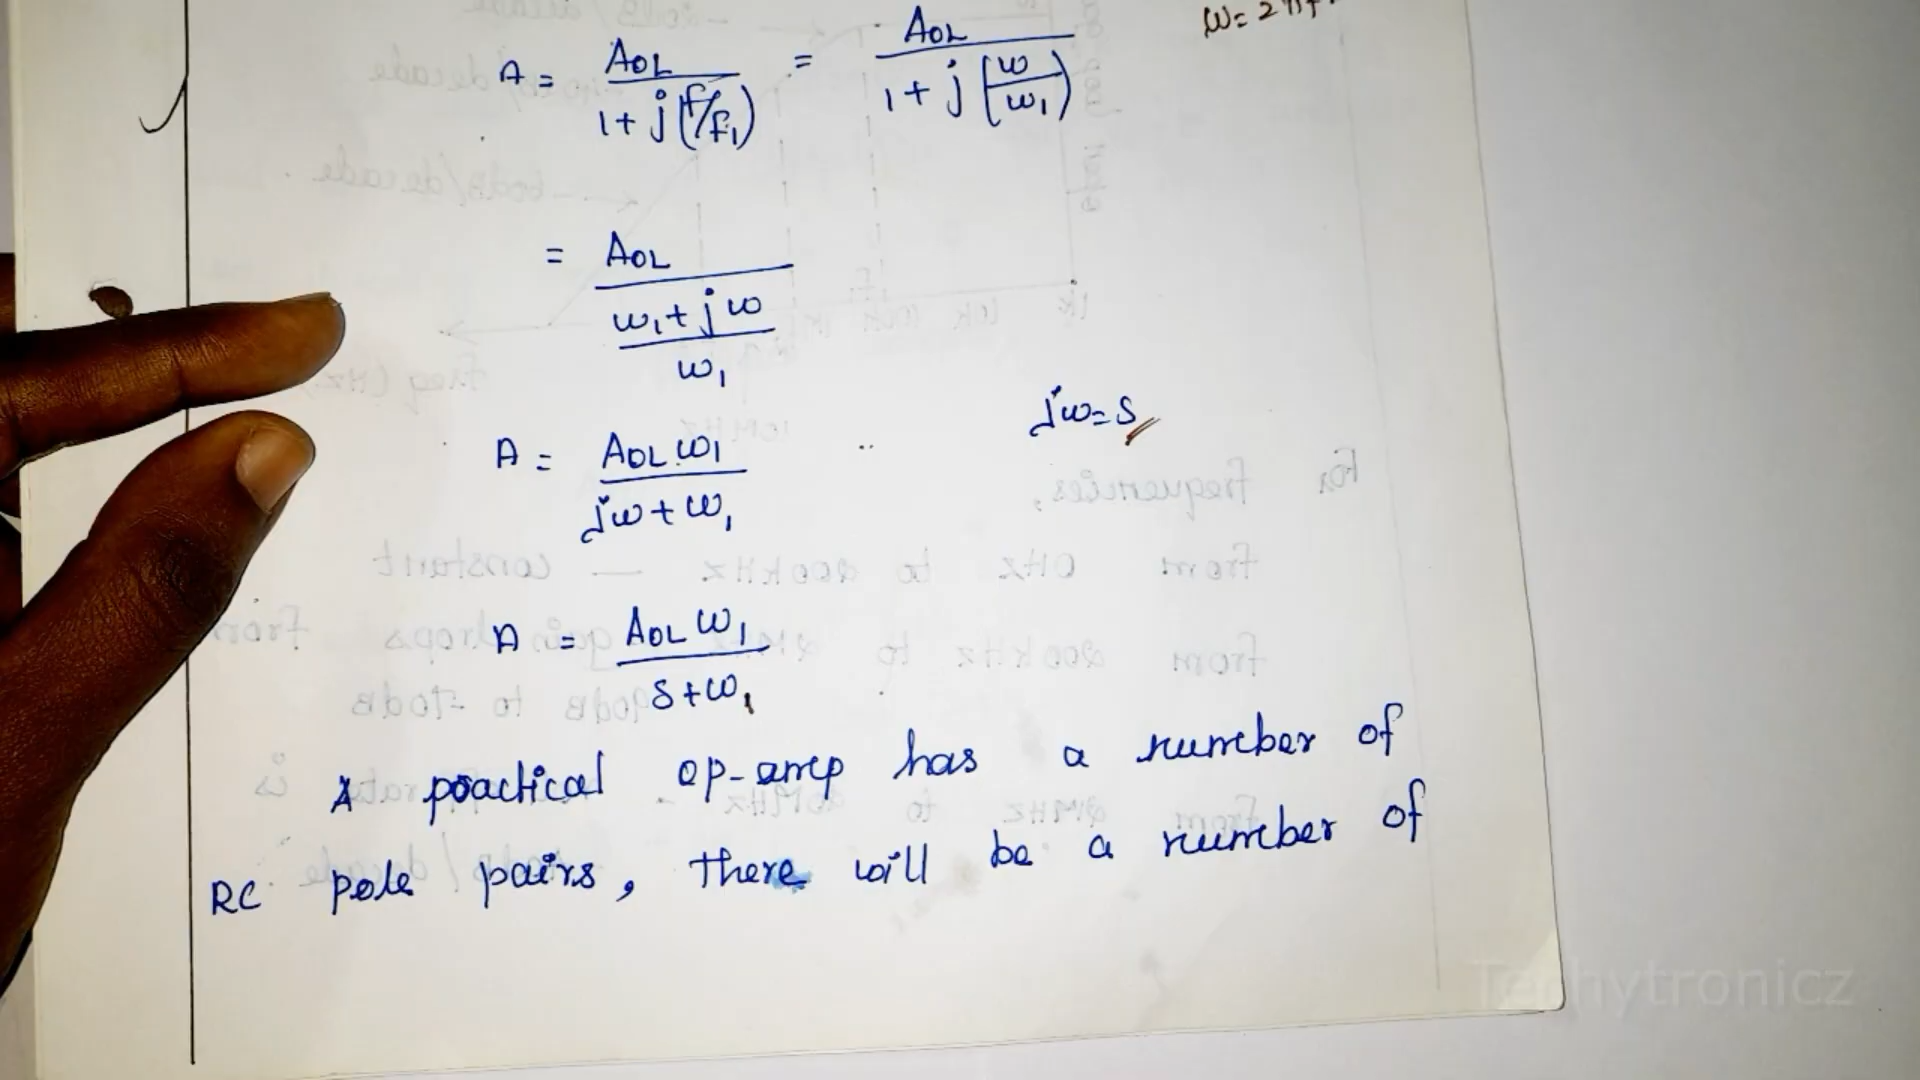 A = AOL / 1 + j(f/f1) = AOL / 1 + j(ω/ω1)
= AOL / ω1 + jω / ω1
A = AOL ω1 / jω + ω1
jω = s
A = AOL ω1 / s + ω1
A practical op-amp has a number of
RC pole pairs, there will be a number of
Techytronicz